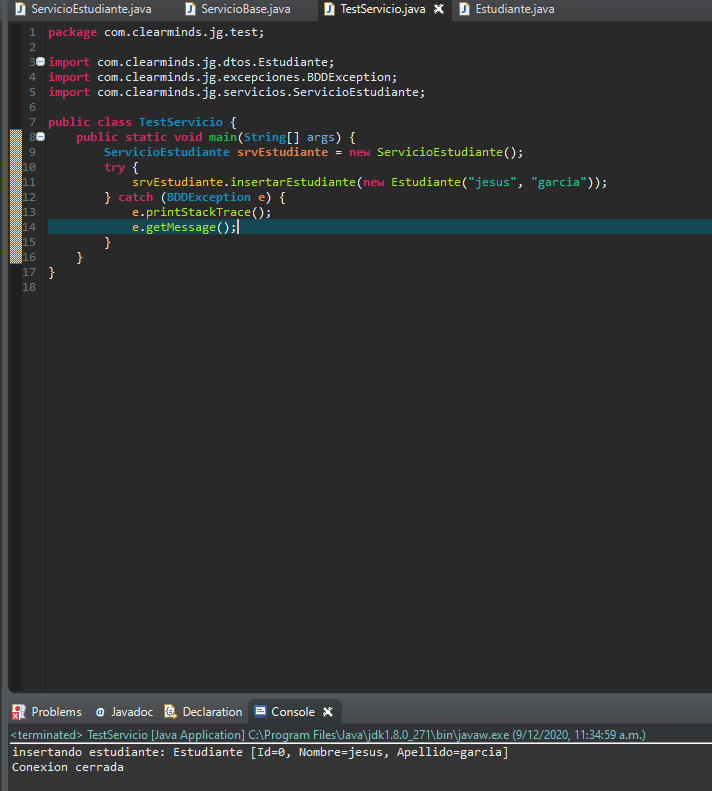 ServicioEstudiante.java ServicioBase.java TestServicio.java Estudiante.java
1 package com.clearminds.jg.test;
2
3 import com.clearminds.jg.dtos.Estudiante;
4 import com.clearminds.jg.excepciones.BDDException;
5 import com.clearminds.jg.servicios.ServicioEstudiante;
6
7 public class TestServicio {
8 public static void main(String[] args) {
9 ServicioEstudiante srvEstudiante = new ServicioEstudiante();
10 try {
11 srvEstudiante.insertarEstudiante(new Estudiante("jesus", "garcia"));
12 } catch (BDDException e) {
13 e.printStackTrace();
14 e.getMessage();
15 }
16 }
17 }
18
Problems @ Javadoc Declaration Console
<terminated> TestServicio [Java Application] C:\Program Files\Java\jdk1.8.0_271\bin\javaw.exe (9/12/2020, 11:34:59 a.m.)
insertando estudiante: Estudiante [Id=0, Nombre=jesus, Apellido=garcia]
Conexion cerrada